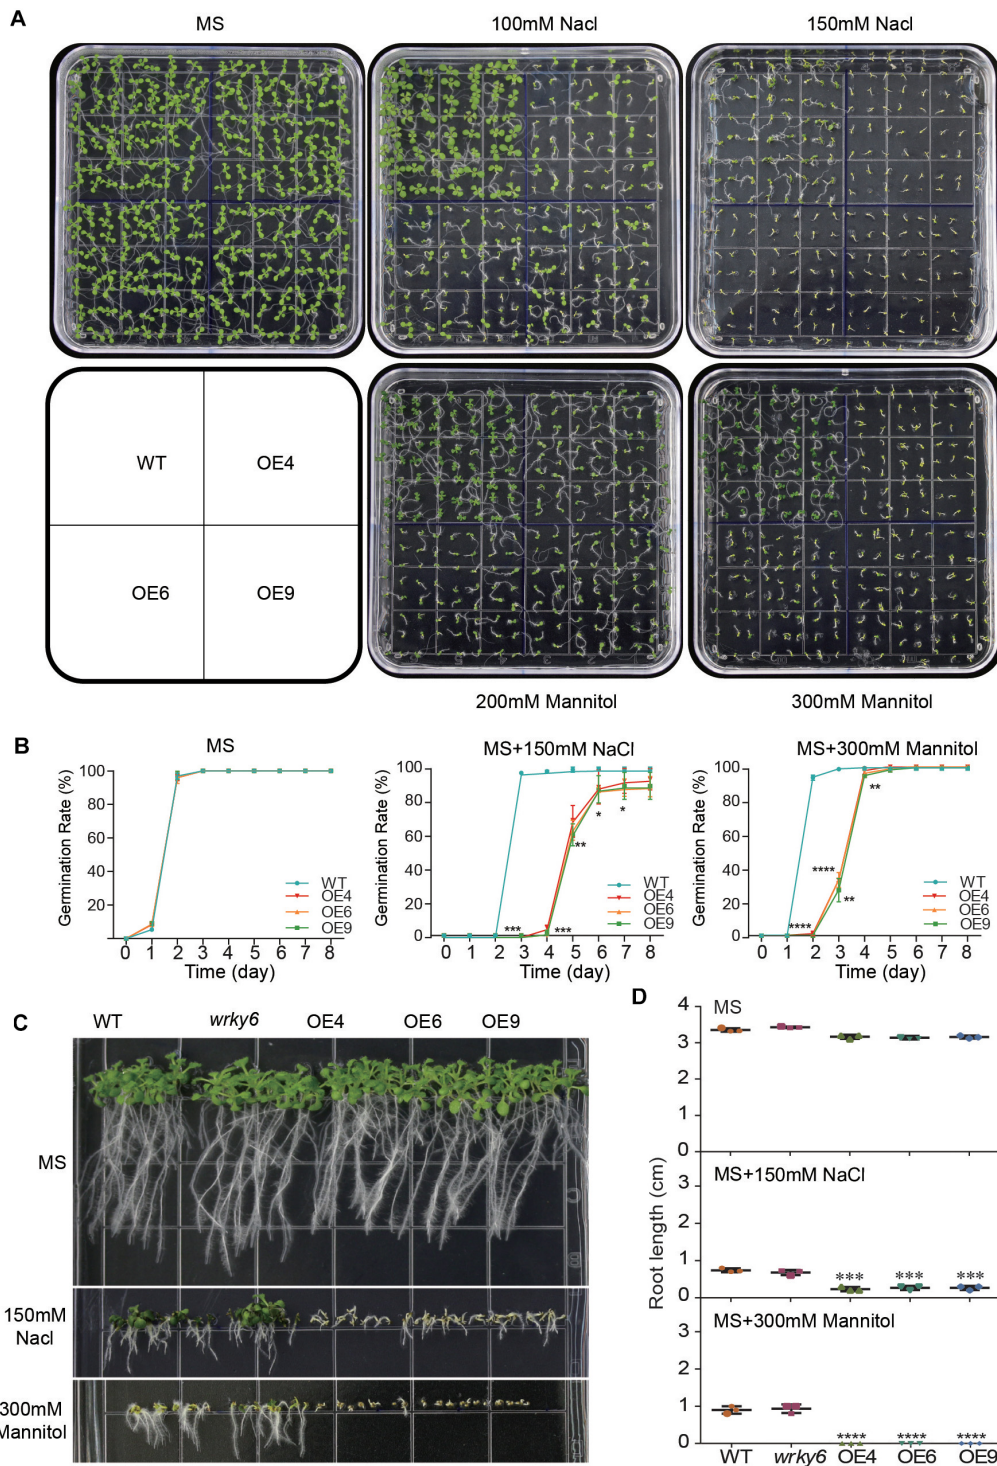 A
MS
100mM Nacl
150mM Nacl
WT
OE4
OE6
OE9
200mM Mannitol
300mM Mannitol
B
MS
MS+150mM NaCl
MS+300mM Mannitol
Germination Rate (%)
100
80
60
40
20
WT
OE4
OE6
OE9
0 1 2 3 4 5 6 7 8
Time (day)
Germination Rate (%)
100
80
60
40
20
***
***
**
*
*
WT
OE4
OE6
OE9
0 1 2 3 4 5 6 7 8
Time (day)
Germination Rate (%)
100
80
60
40
20
****
****
**
**
WT
OE4
OE6
OE9
0 1 2 3 4 5 6 7 8
Time (day)
C
WT wrky6 OE4 OE6 OE9
MS
150mM
Nacl
300mM
Mannitol
D
Root length (cm)
4
MS
3
2
1
0
MS+150mM NaCl
3
2
1
*** *** ***
0
MS+300mM Mannitol
3
2
1
0
**** **** ****
WT wrky6 OE4 OE6 OE9